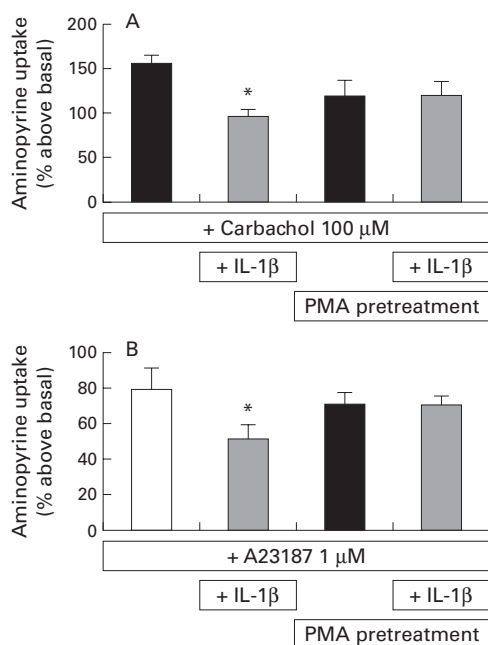 A
Aminopyrine uptake
(% above basal)
200
150
100
50
0
*
+ Carbachol 100 μM
+ IL-1β
+ IL-1β
PMA pretreatment
B
Aminopyrine uptake
(% above basal)
100
80
60
40
20
0
*
+ A23187 1 μM
+ IL-1β
+ IL-1β
PMA pretreatment